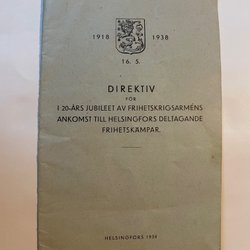 1918 1938
16. 5.
DIREKTIV
FÖR
I 20-ÅRS JUBILEET AV FRIHETSKRIGSARMÉNS
ANKOMST TILL HELSINGFORS DELTAGANDE
FRIHETSKÄMPAR.
HELSINGFORS 1938